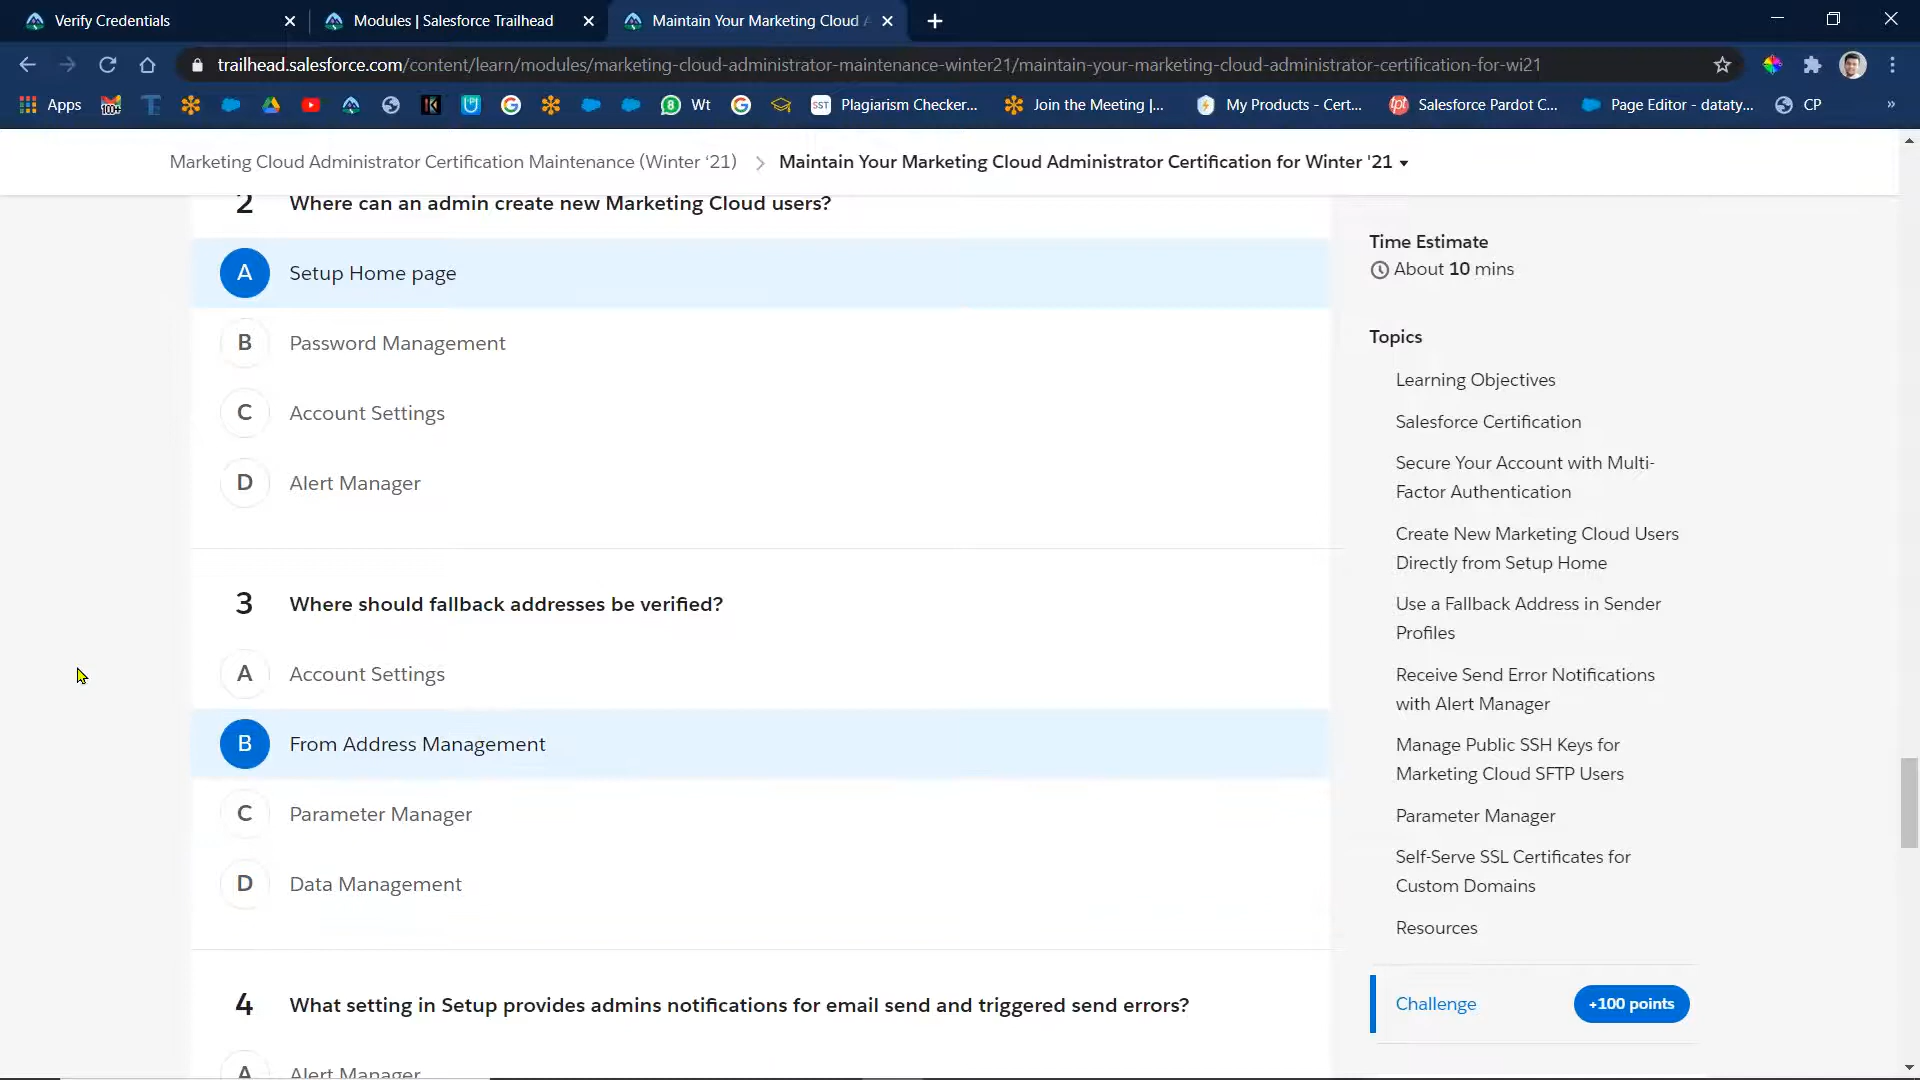 Verify Credentials
Modules | Salesforce Trailhead
Maintain Your Marketing Cloud A
trailhead.salesforce.com/content/learn/modules/marketing-cloud-administrator-maintenance-winter21/maintain-your-marketing-cloud-administrator-certification-for-wi21
Apps
100+
8
Wt
SST
Plagiarism Checker...
Join the Meeting |...
My Products - Cert...
Salesforce Pardot C...
Page Editor - dataty...
CP
»
Marketing Cloud Administrator Certification Maintenance (Winter ‘21)
Maintain Your Marketing Cloud Administrator Certification for Winter '21
2 Where can an admin create new Marketing Cloud users?
A Setup Home page
B Password Management
C Account Settings
D Alert Manager
3 Where should fallback addresses be verified?
A Account Settings
B From Address Management
C Parameter Manager
D Data Management
4 What setting in Setup provides admins notifications for email send and triggered send errors?
A Alert Manager
Time Estimate
About 10 mins
Topics
Learning Objectives
Salesforce Certification
Secure Your Account with Multi-
Factor Authentication
Create New Marketing Cloud Users
Directly from Setup Home
Use a Fallback Address in Sender
Profiles
Receive Send Error Notifications
with Alert Manager
Manage Public SSH Keys for
Marketing Cloud SFTP Users
Parameter Manager
Self-Serve SSL Certificates for
Custom Domains
Resources
Challenge
+100 points